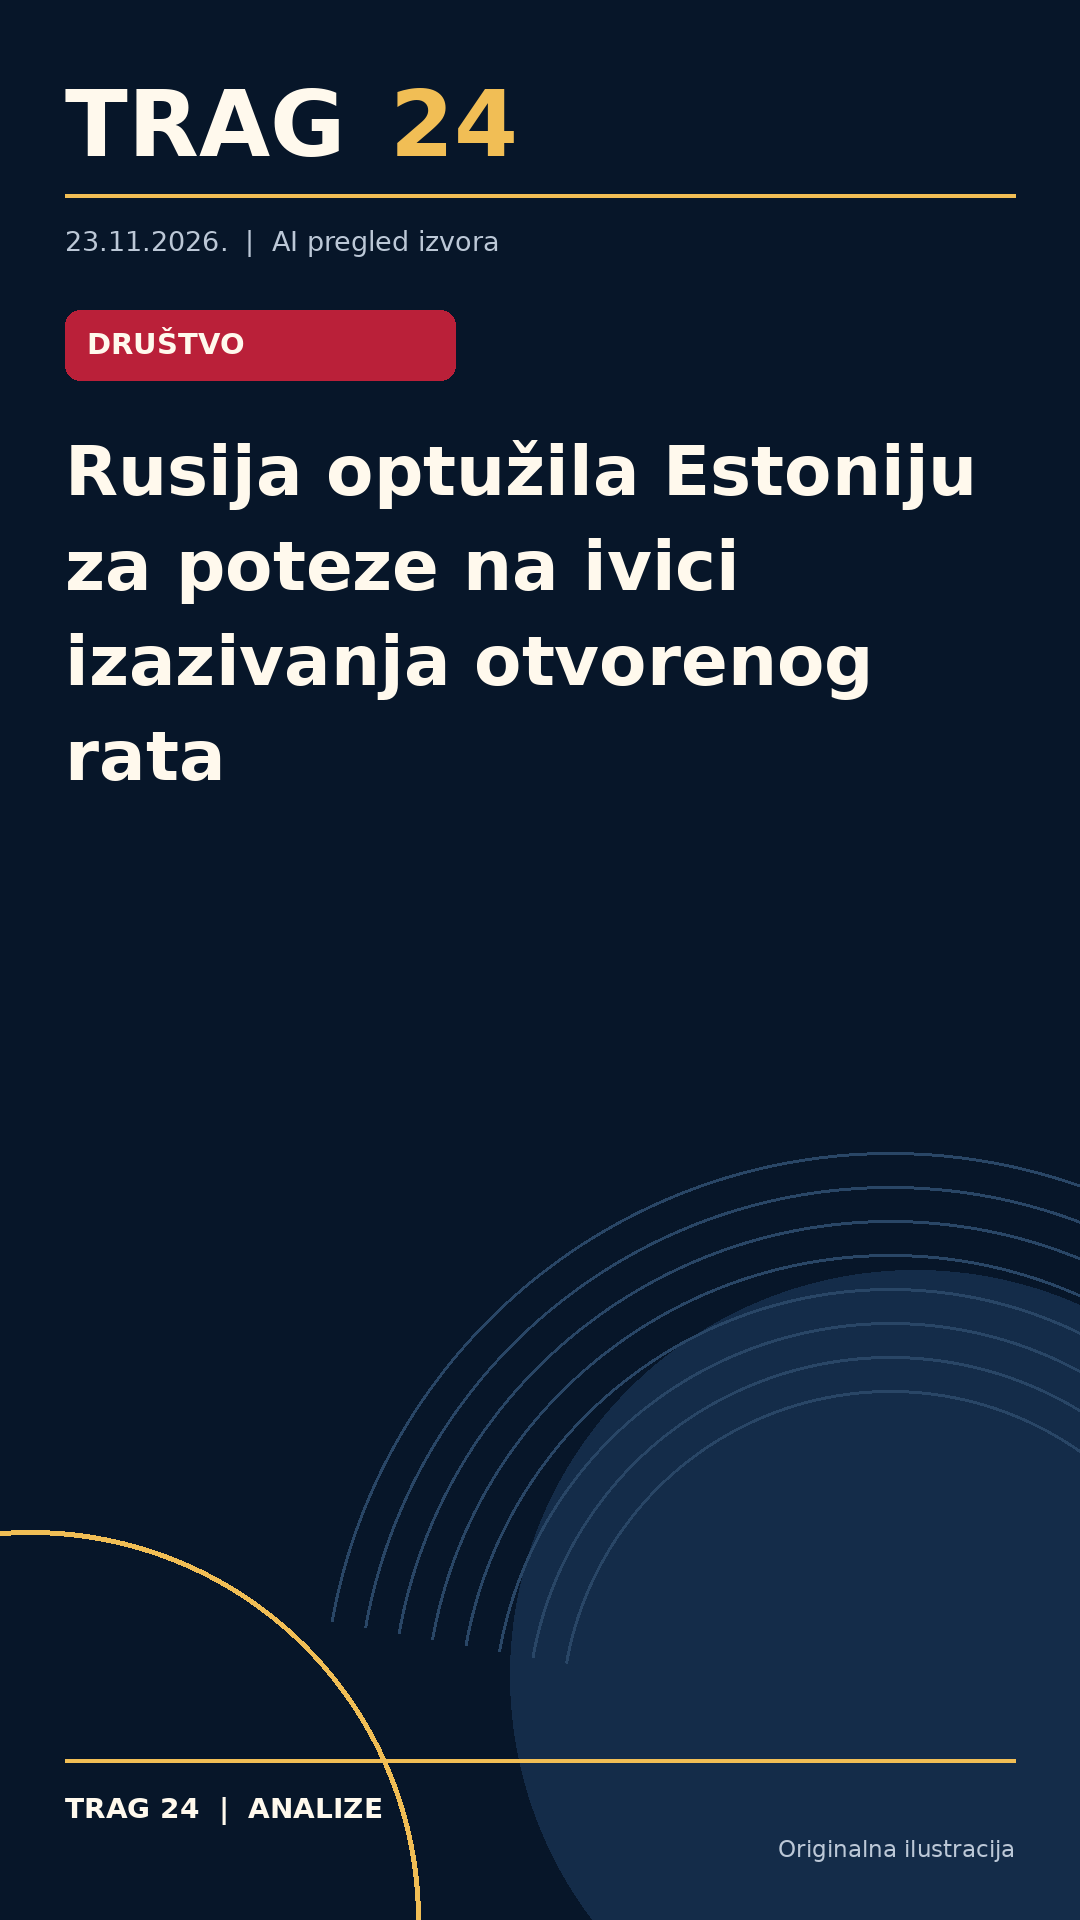 TRAG 24
23.11.2026. | AI pregled izvora
DRUŠTVO
Rusija optužila Estoniju
za poteze na ivici
izazivanja otvorenog
rata
TRAG 24 | ANALIZE
Originalna ilustracija